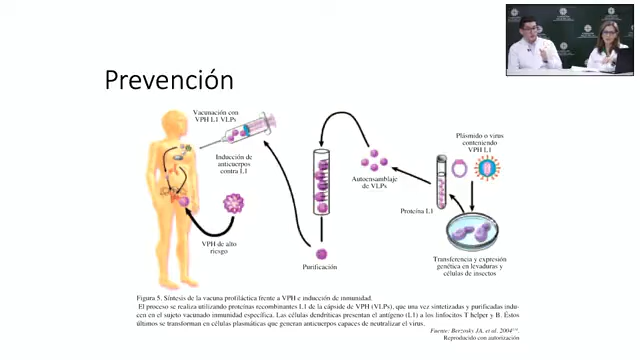 Prevención
Vacunación con
VPH L1 VLPs
Inducción de
anticuerpos
contra L1
VPH de alto
riesgo
Purificación
Autoensamblaje
de VLPs
Proteína L1
Plásmido o virus
conteniendo
VPH L1
Transferencia y expresión
genética en levaduras y
células de insectos
Figura 5. Síntesis de la vacuna profiláctica frente a VPH e inducción de inmunidad.
El proceso se realiza utilizando proteínas recombinantes L1 de la cápside de VPH (VLPs), que una vez sintetizadas y purificadas indu-
cen en el sujeto vacunado inmunidad específica. Las células dendríticas presentan el antígeno (L1) a los linfocitos T helper y B. Éstos
últimos se transforman en células plasmáticas que generan anticuerpos capaces de neutralizar el virus.
Fuente: Berzosky JA, et al. 2004
Reproducido con autorización